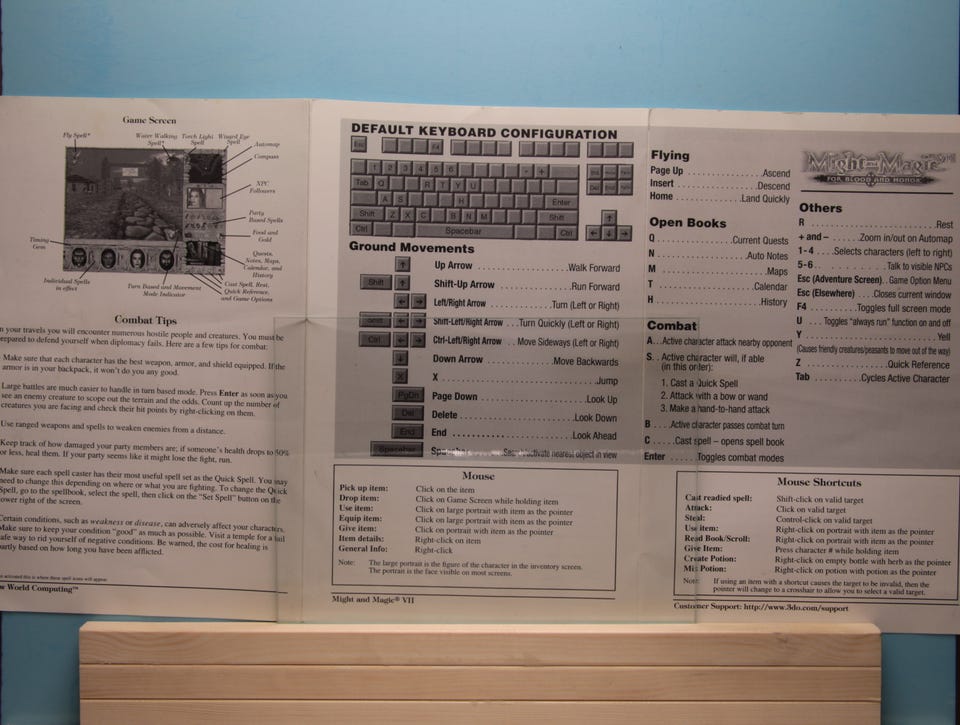 Game Screen
Fly Spell*
Water Walking Spell*
Torch Light Spell
Wizard Eye Spell
Automap
Compass
NPC Followers
Party Based Spells
Food and Gold
Quests, Notes, Maps, Calendar, and History
Cast Spell, Rest, Quick Reference, and Game Options
Timing Gem
Individual Spells in effect
Turn Based and Movement Mode Indicator
Combat Tips
n your travels you will encounter numerous hostile people and creatures. You must be
repared to defend yourself when diplomacy fails. Here are a few tips for combat:
Make sure that each character has the best weapon, armor, and shield equipped. If the
armor is in your backpack, it won't do you any good.
Large battles are much easier to handle in turn based mode. Press Enter as soon as you
see an enemy creature to scope out the terrain and the odds. Count up the number of
creatures you are facing and check their hit points by right-clicking on them.
Use ranged weapons and spells to weaken enemies from a distance.
Keep track of how damaged your party members are; if someone's health drops to 50%
or less, heal them. If your party seems like it might lose the fight, run.
Make sure each spell caster has their most useful spell set as the Quick Spell. You may
need to change this depending on where or what you are fighting. To change the Quick
Spell, go to the spellbook, select the spell, then click on the "Set Spell" button on the
ower right of the screen.
Certain conditions, such as weakness or disease, can adversely affect your characters.
Make sure to keep your condition "good" as much as possible. Visit a temple for a fail
afe way to rid yourself of negative conditions. Be warned, the cost for healing is
artly based on how long you have been afflicted.
activated this is where these spell icons will appear.
w World Computing™
DEFAULT KEYBOARD CONFIGURATION
Esc F4
1 2 3 4 5 6 - +
Tab Q R T Y U
A S H Enter
Shift Z X C B N M Shift
Ctrl Spacebar Ctrl
Ground Movements
Up Arrow ..... Walk Forward
Shift Shift-Up Arrow ..... Run Forward
Left/Right Arrow ..... Turn (Left or Right)
Shift-Left/Right Arrow ....Turn Quickly (Left or Right)
Ctrl Ctrl-Left/Right Arrow ... Move Sideways (Left or Right)
Down Arrow ..... Move Backwards
X X ..... Jump
PgDn Page Down ..... Look Up
Del Delete ..... Look Down
End End ..... Look Ahead
Spacebar nearest object in view
Mouse
Pick up item: Click on the item
Drop item: Click on Game Screen while holding item
Use item: Click on large portrait with item as the pointer
Equip item: Click on large portrait with item as the pointer
Give item: Click on portrait with item as the pointer
Item details: Right-click on item
General Info: Right-click
Note: The large portrait is the figure of the character in the inventory screen.
The portrait is the face visible on most screens.
Might and Magic® VII
Flying
Page Up ..... Ascend
Insert ..... Descend
Home ..... Land Quickly
Open Books
Q ..... Current Quests
N ..... Auto Notes
M ..... Maps
T ..... Calendar
H ..... History
Combat
A... Active character attack nearby opponent
S. . Active character will, if able
(in this order):
1. Cast a Quick Spell
2. Attack with a bow or wand
3. Make a hand-to-hand attack
B . . . Active character passes combat turn
C . . . .Cast spell – opens spell book
Enter ..... Toggles combat modes
Might and Magic VII
FOR BLOOD AND HONOR
Others
R ..... Rest
+ and – ..... Zoom in/out on Automap
1-4 ..... Selects characters (left to right)
5-6 ..... Talk to visible NPCs
Esc (Adventure Screen) . Game Option Menu
Esc (Elsewhere) ....Closes current window
F4 ..... Toggles full screen mode
U . . . Toggles "always run" function on and off
Y ..... Yell
(Causes friendly creatures/peasants to move out of the way)
Z ..... Quick Reference
Tab ..... Cycles Active Character
Mouse Shortcuts
Cast readied spell: Shift-click on valid target
Attack: Click on valid target
Steal: Control-click on valid target
Use item: Right-click on portrait with item as the pointer
Read Book/Scroll: Right-click on portrait with item as the pointer
Give Item: Press character # while holding item
Create Potion: Right-click on empty bottle with herb as the pointer
Mix Potion: Right-click on potion with potion as the pointer
Note: If using an item with a shortcut causes the target to be invalid, then the
pointer will change to a crosshair to allow you to select a valid target.
Customer Support: http://www.3do.com/support